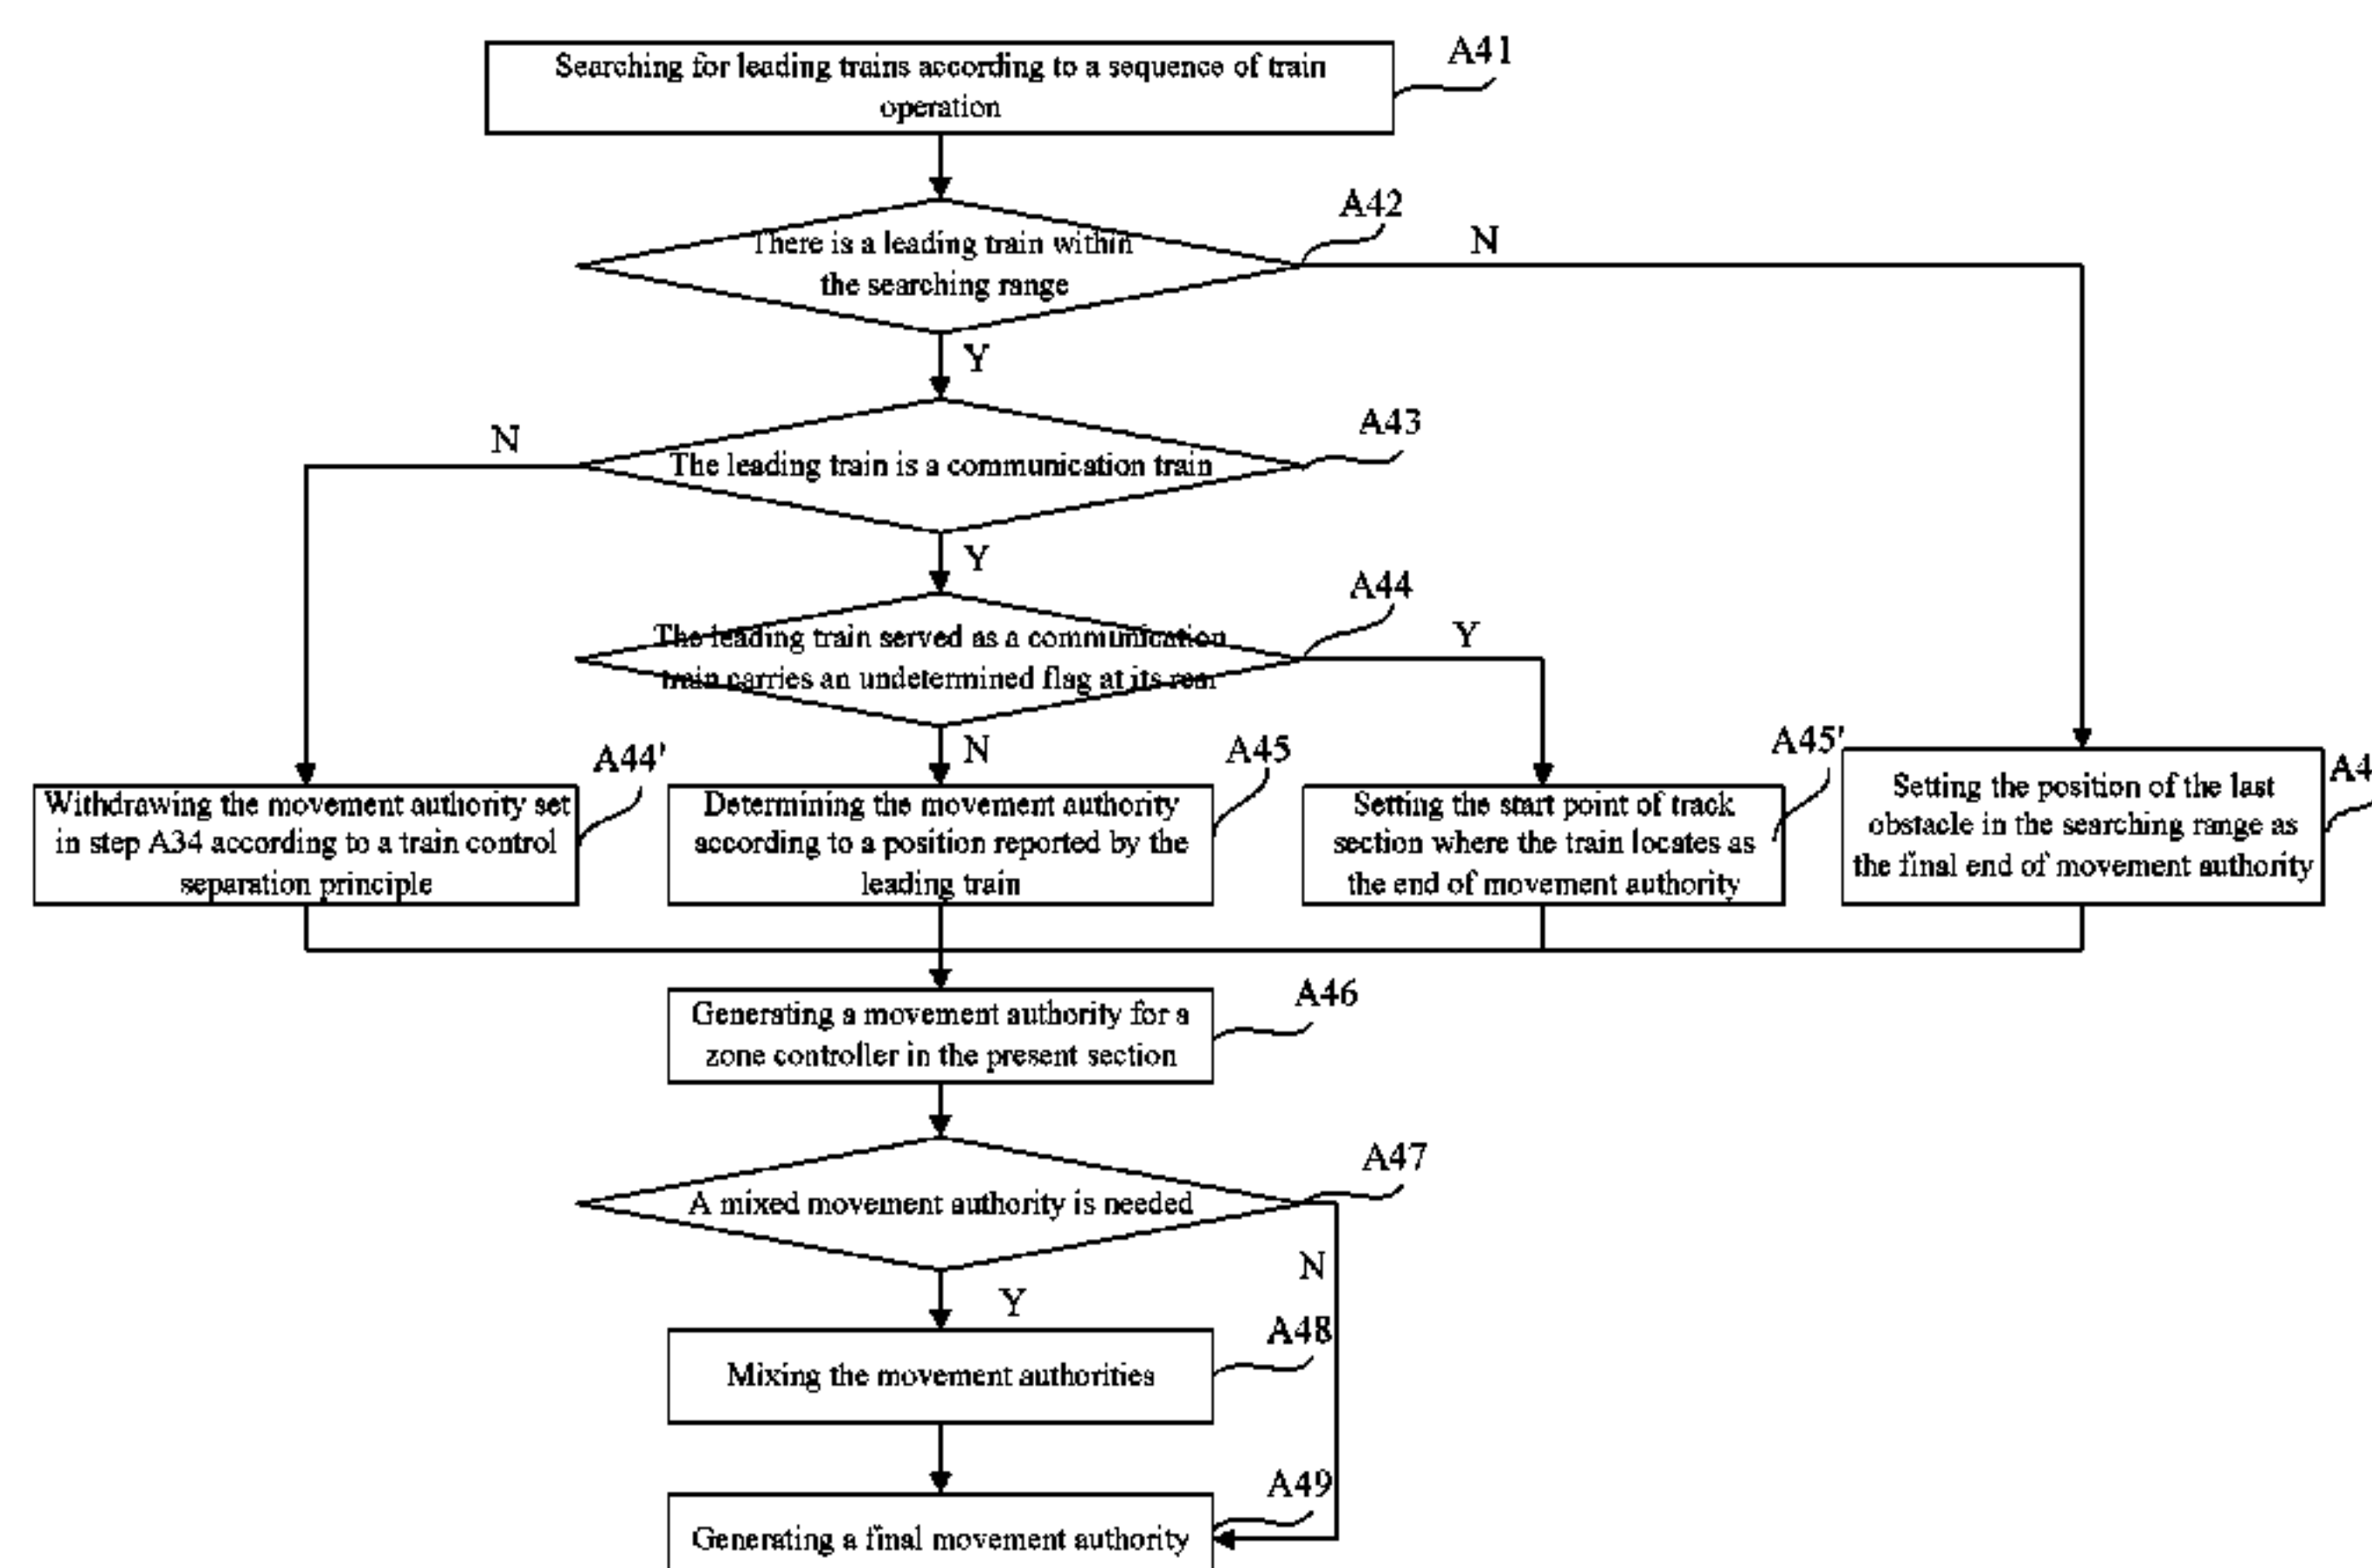 Searching for leading trains according to a sequence of train
operation
A41
There is a leading train within
the searching range
A42
N
Y
The leading train is a communication train
A43
N
Y
The leading train served as a communication
train carries an undetermined flag at its rear
A44
Y
N
Withdrawing the movement authority set
in step A34 according to a train control
separation principle
A44'
Determining the movement authority
according to a position reported by the
leading train
A45
Setting the start point of track
section where the train locates as
the end of movement authority
A45'
Setting the position of the last
obstacle in the searching range as
the final end of movement authority
Generating a movement authority for a
zone controller in the present section
A46
A mixed movement authority is needed
A47
N
Y
Mixing the movement authorities
A48
Generating a final movement authority
A49